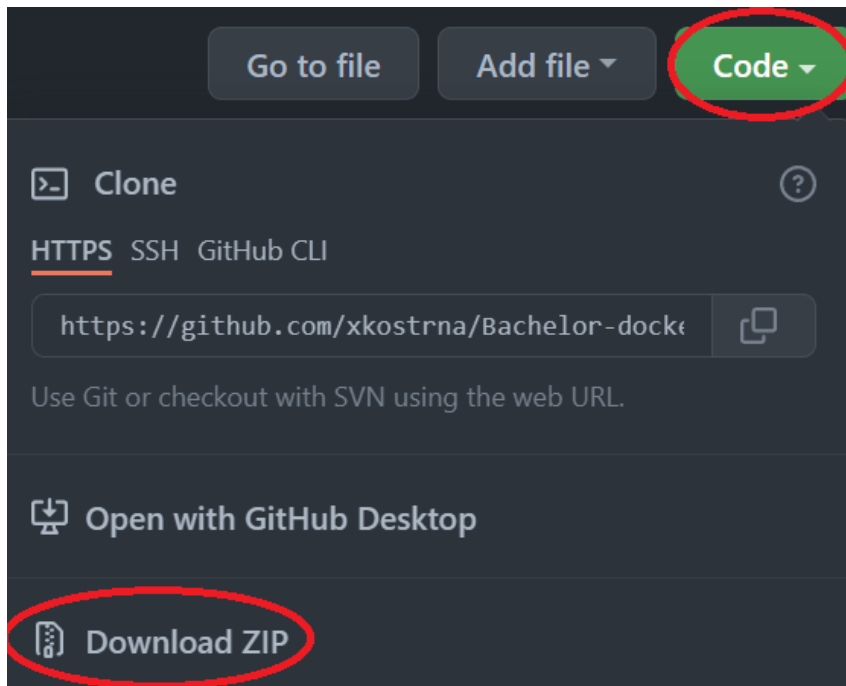 Go to file Add file Code
Clone
HTTPS SSH GitHub CLI
https://github.com/xkostrna/Bachelor-docke
Use Git or checkout with SVN using the web URL.
Open with GitHub Desktop
Download ZIP